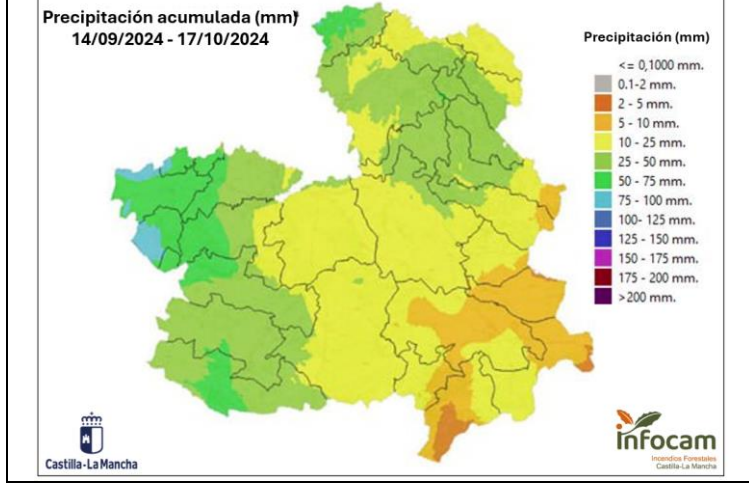 Precipitación acumulada (mm)
14/09/2024 - 17/10/2024
Precipitación (mm)
<= 0,1000 mm.
0.1-2 mm.
2 - 5 mm.
5 - 10 mm.
10 - 25 mm.
25 - 50 mm.
50 - 75 mm.
75 - 100 mm.
100- 125 mm.
125 - 150 mm.
150 - 175 mm.
175 - 200 mm.
>200 mm.
Castilla-La Mancha
infocam
Incendios Forestales
Castilla-La Mancha